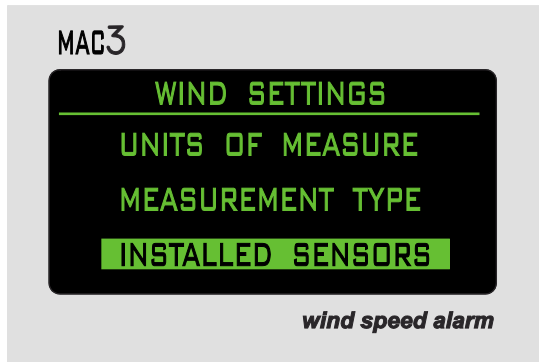 MAC3
WIND SETTINGS
UNITS OF MEASURE
MEASUREMENT TYPE
INSTALLED SENSORS
wind speed alarm